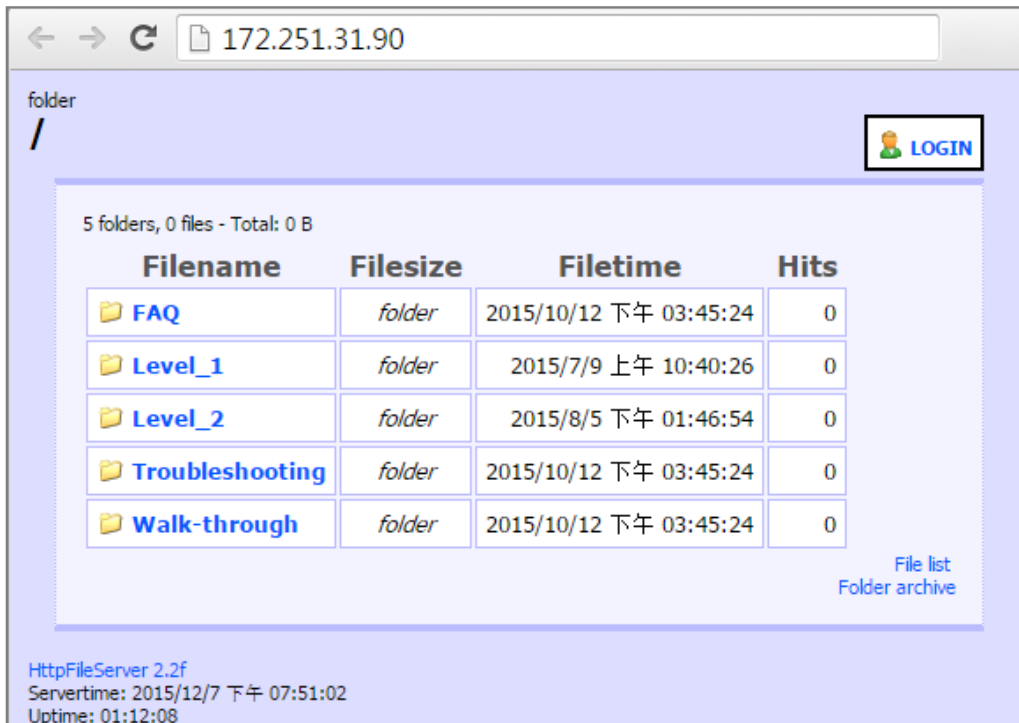 172.251.31.90
folder
/
LOGIN
5 folders, 0 files - Total: 0 B
Filename Filesize Filetime Hits
FAQ folder 2015/10/12 下午 03:45:24 0
Level_1 folder 2015/7/9 上午 10:40:26 0
Level_2 folder 2015/8/5 下午 01:46:54 0
Troubleshooting folder 2015/10/12 下午 03:45:24 0
Walk-through folder 2015/10/12 下午 03:45:24 0
File list
Folder archive
HttpFileServer 2.2f
Servertime: 2015/12/7 下午 07:51:02
Uptime: 01:12:08